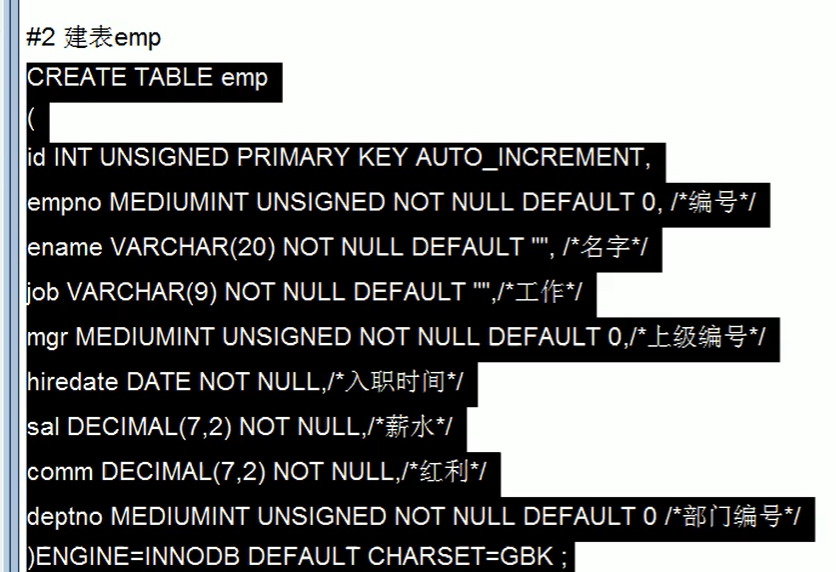 #2 建表emp
CREATE TABLE emp
(
id INT UNSIGNED PRIMARY KEY AUTO_INCREMENT,
empno MEDIUMINT UNSIGNED NOT NULL DEFAULT 0, /*编号*/
ename VARCHAR(20) NOT NULL DEFAULT "", /*名字*/
job VARCHAR(9) NOT NULL DEFAULT "",/*工作*/
mgr MEDIUMINT UNSIGNED NOT NULL DEFAULT 0,/*上级编号*/
hiredate DATE NOT NULL,/*入职时间*/
sal DECIMAL(7,2) NOT NULL,/*薪水*/
comm DECIMAL(7,2) NOT NULL,/*红利*/
deptno MEDIUMINT UNSIGNED NOT NULL DEFAULT 0 /*部门编号*/
)ENGINE=INNODB DEFAULT CHARSET=GBK ;